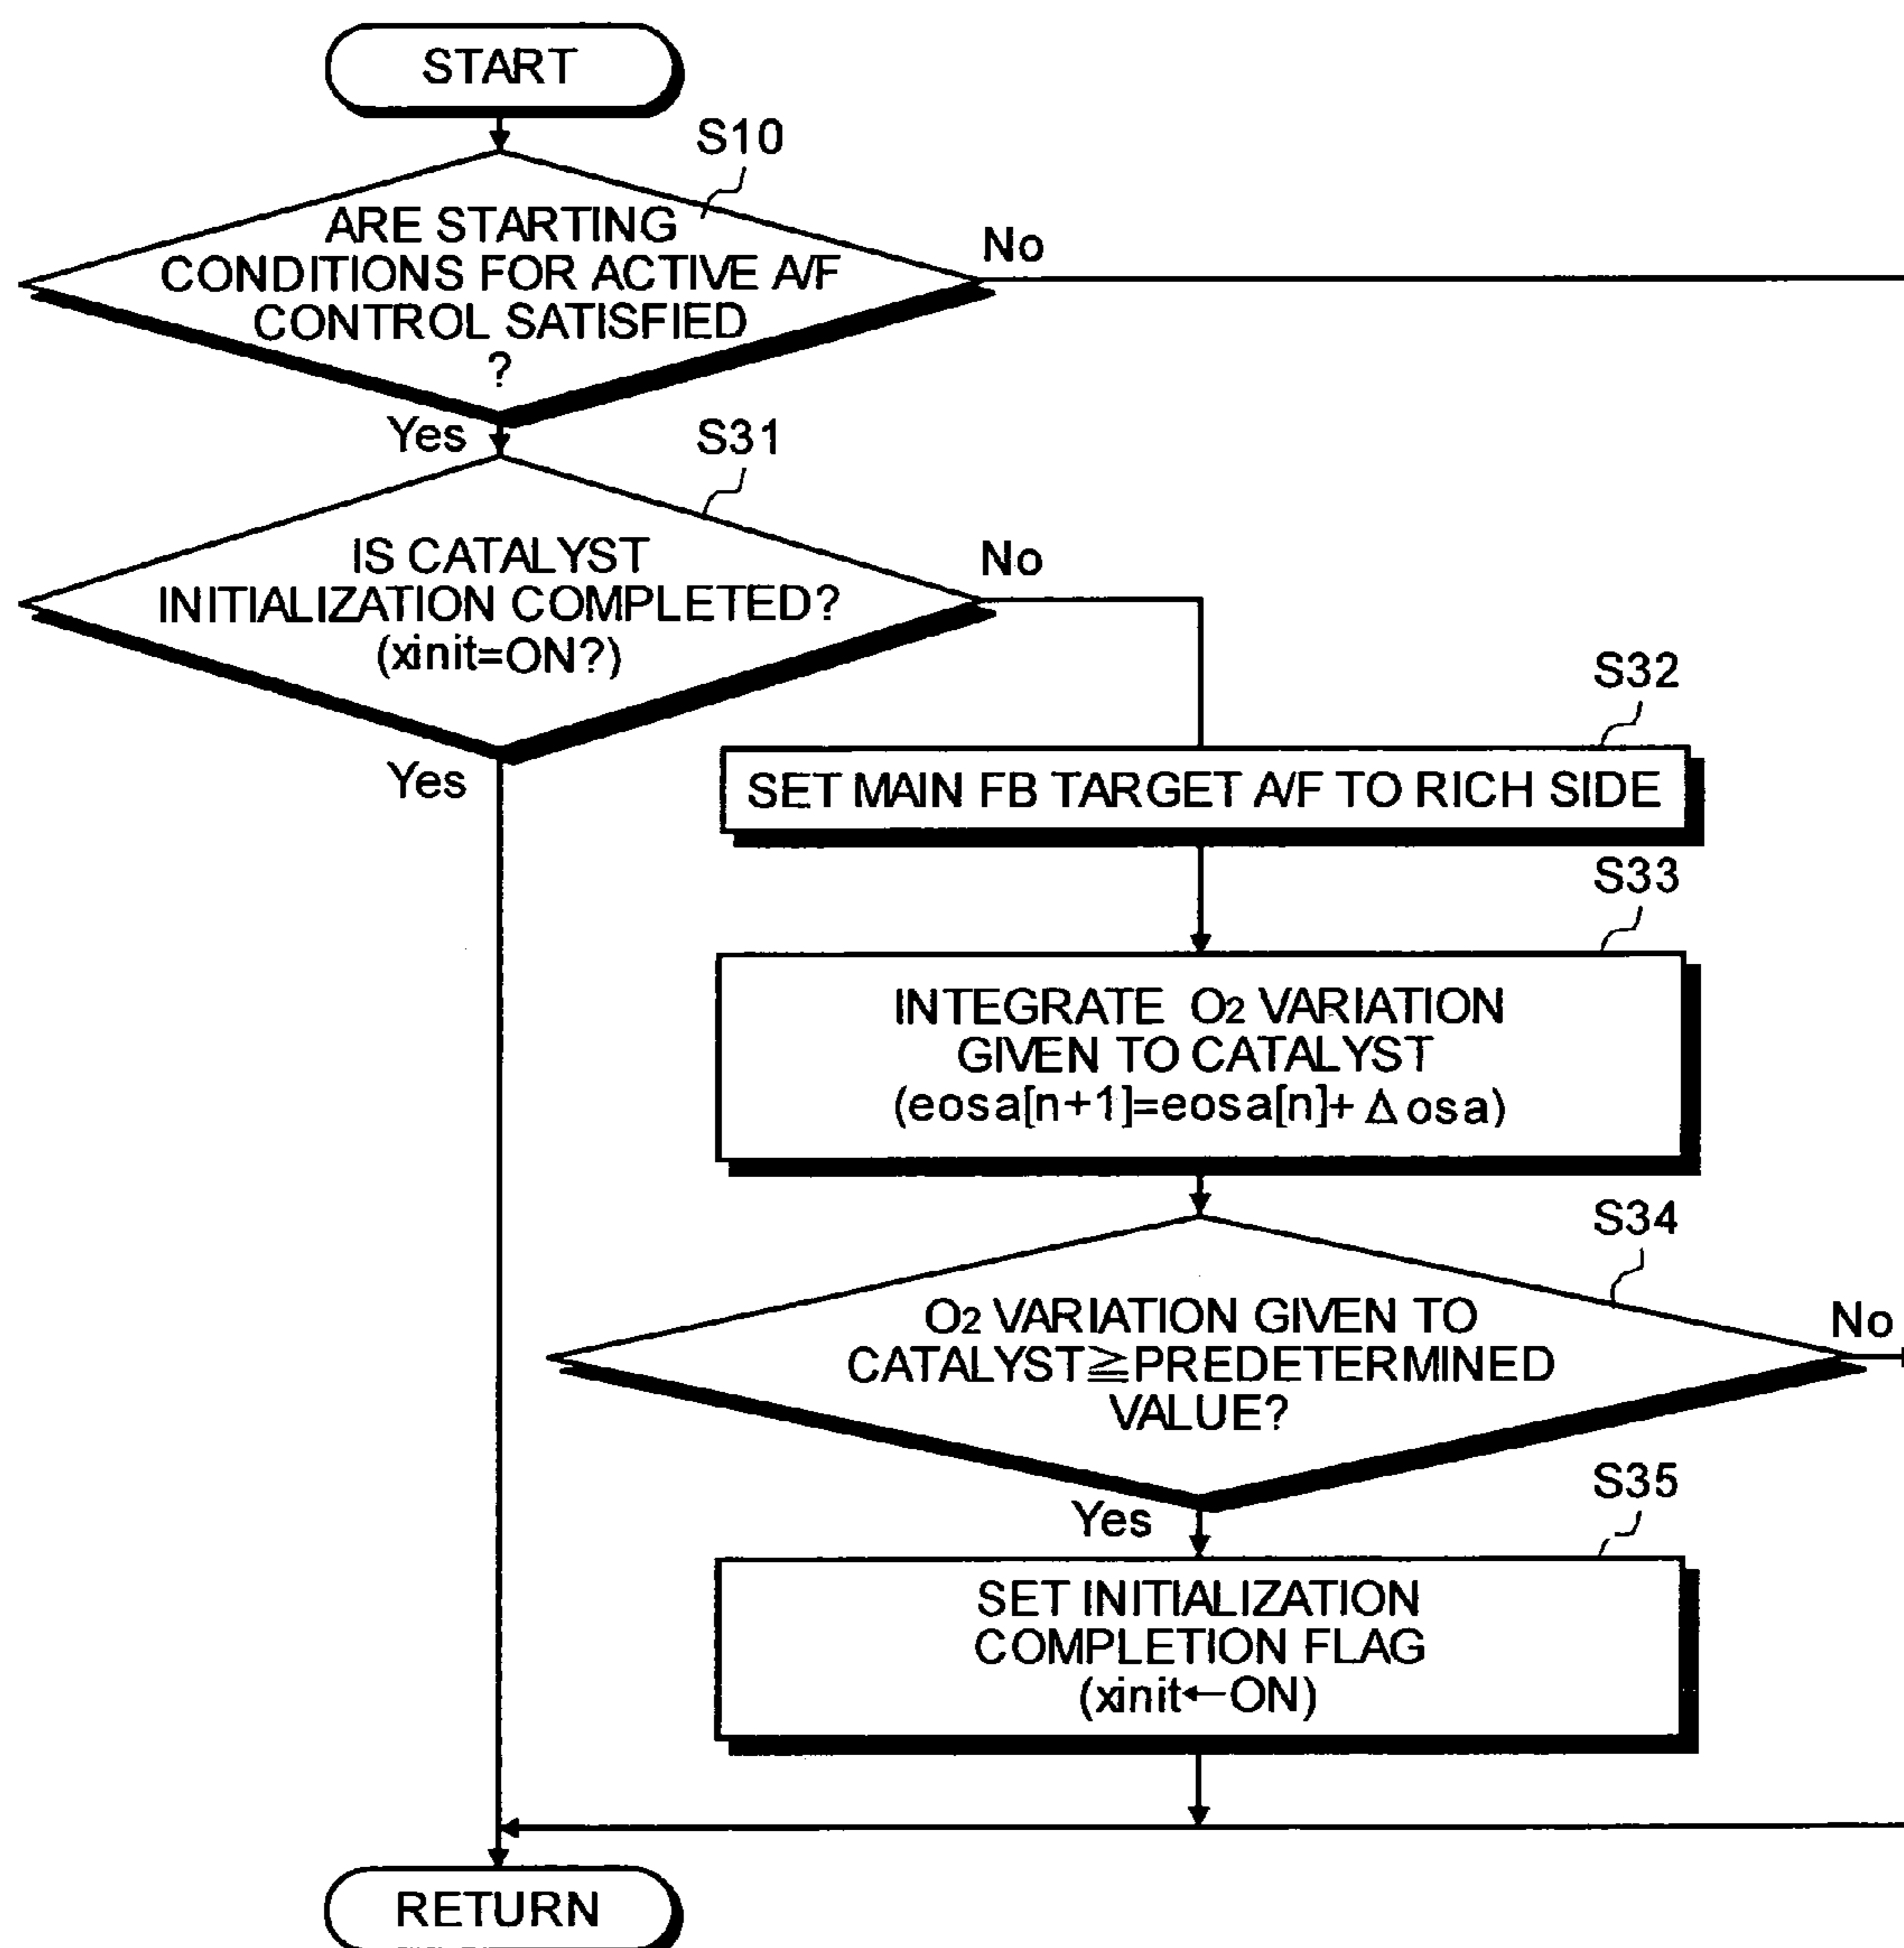 START
S10
ARE STARTING
CONDITIONS FOR ACTIVE A/F
CONTROL SATISFIED
?
No
Yes
S31
IS CATALYST
INITIALIZATION COMPLETED?
(xinit=ON?)
No
Yes
S32
SET MAIN FB TARGET A/F TO RICH SIDE
S33
INTEGRATE O2 VARIATION
GIVEN TO CATALYST
(eosa[n+1]=eosa[n]+ Δosa)
S34
O2 VARIATION GIVEN TO
CATALYST≧PREDETERMINED
VALUE?
No
Yes
S35
SET INITIALIZATION
COMPLETION FLAG
(xinit←ON)
RETURN